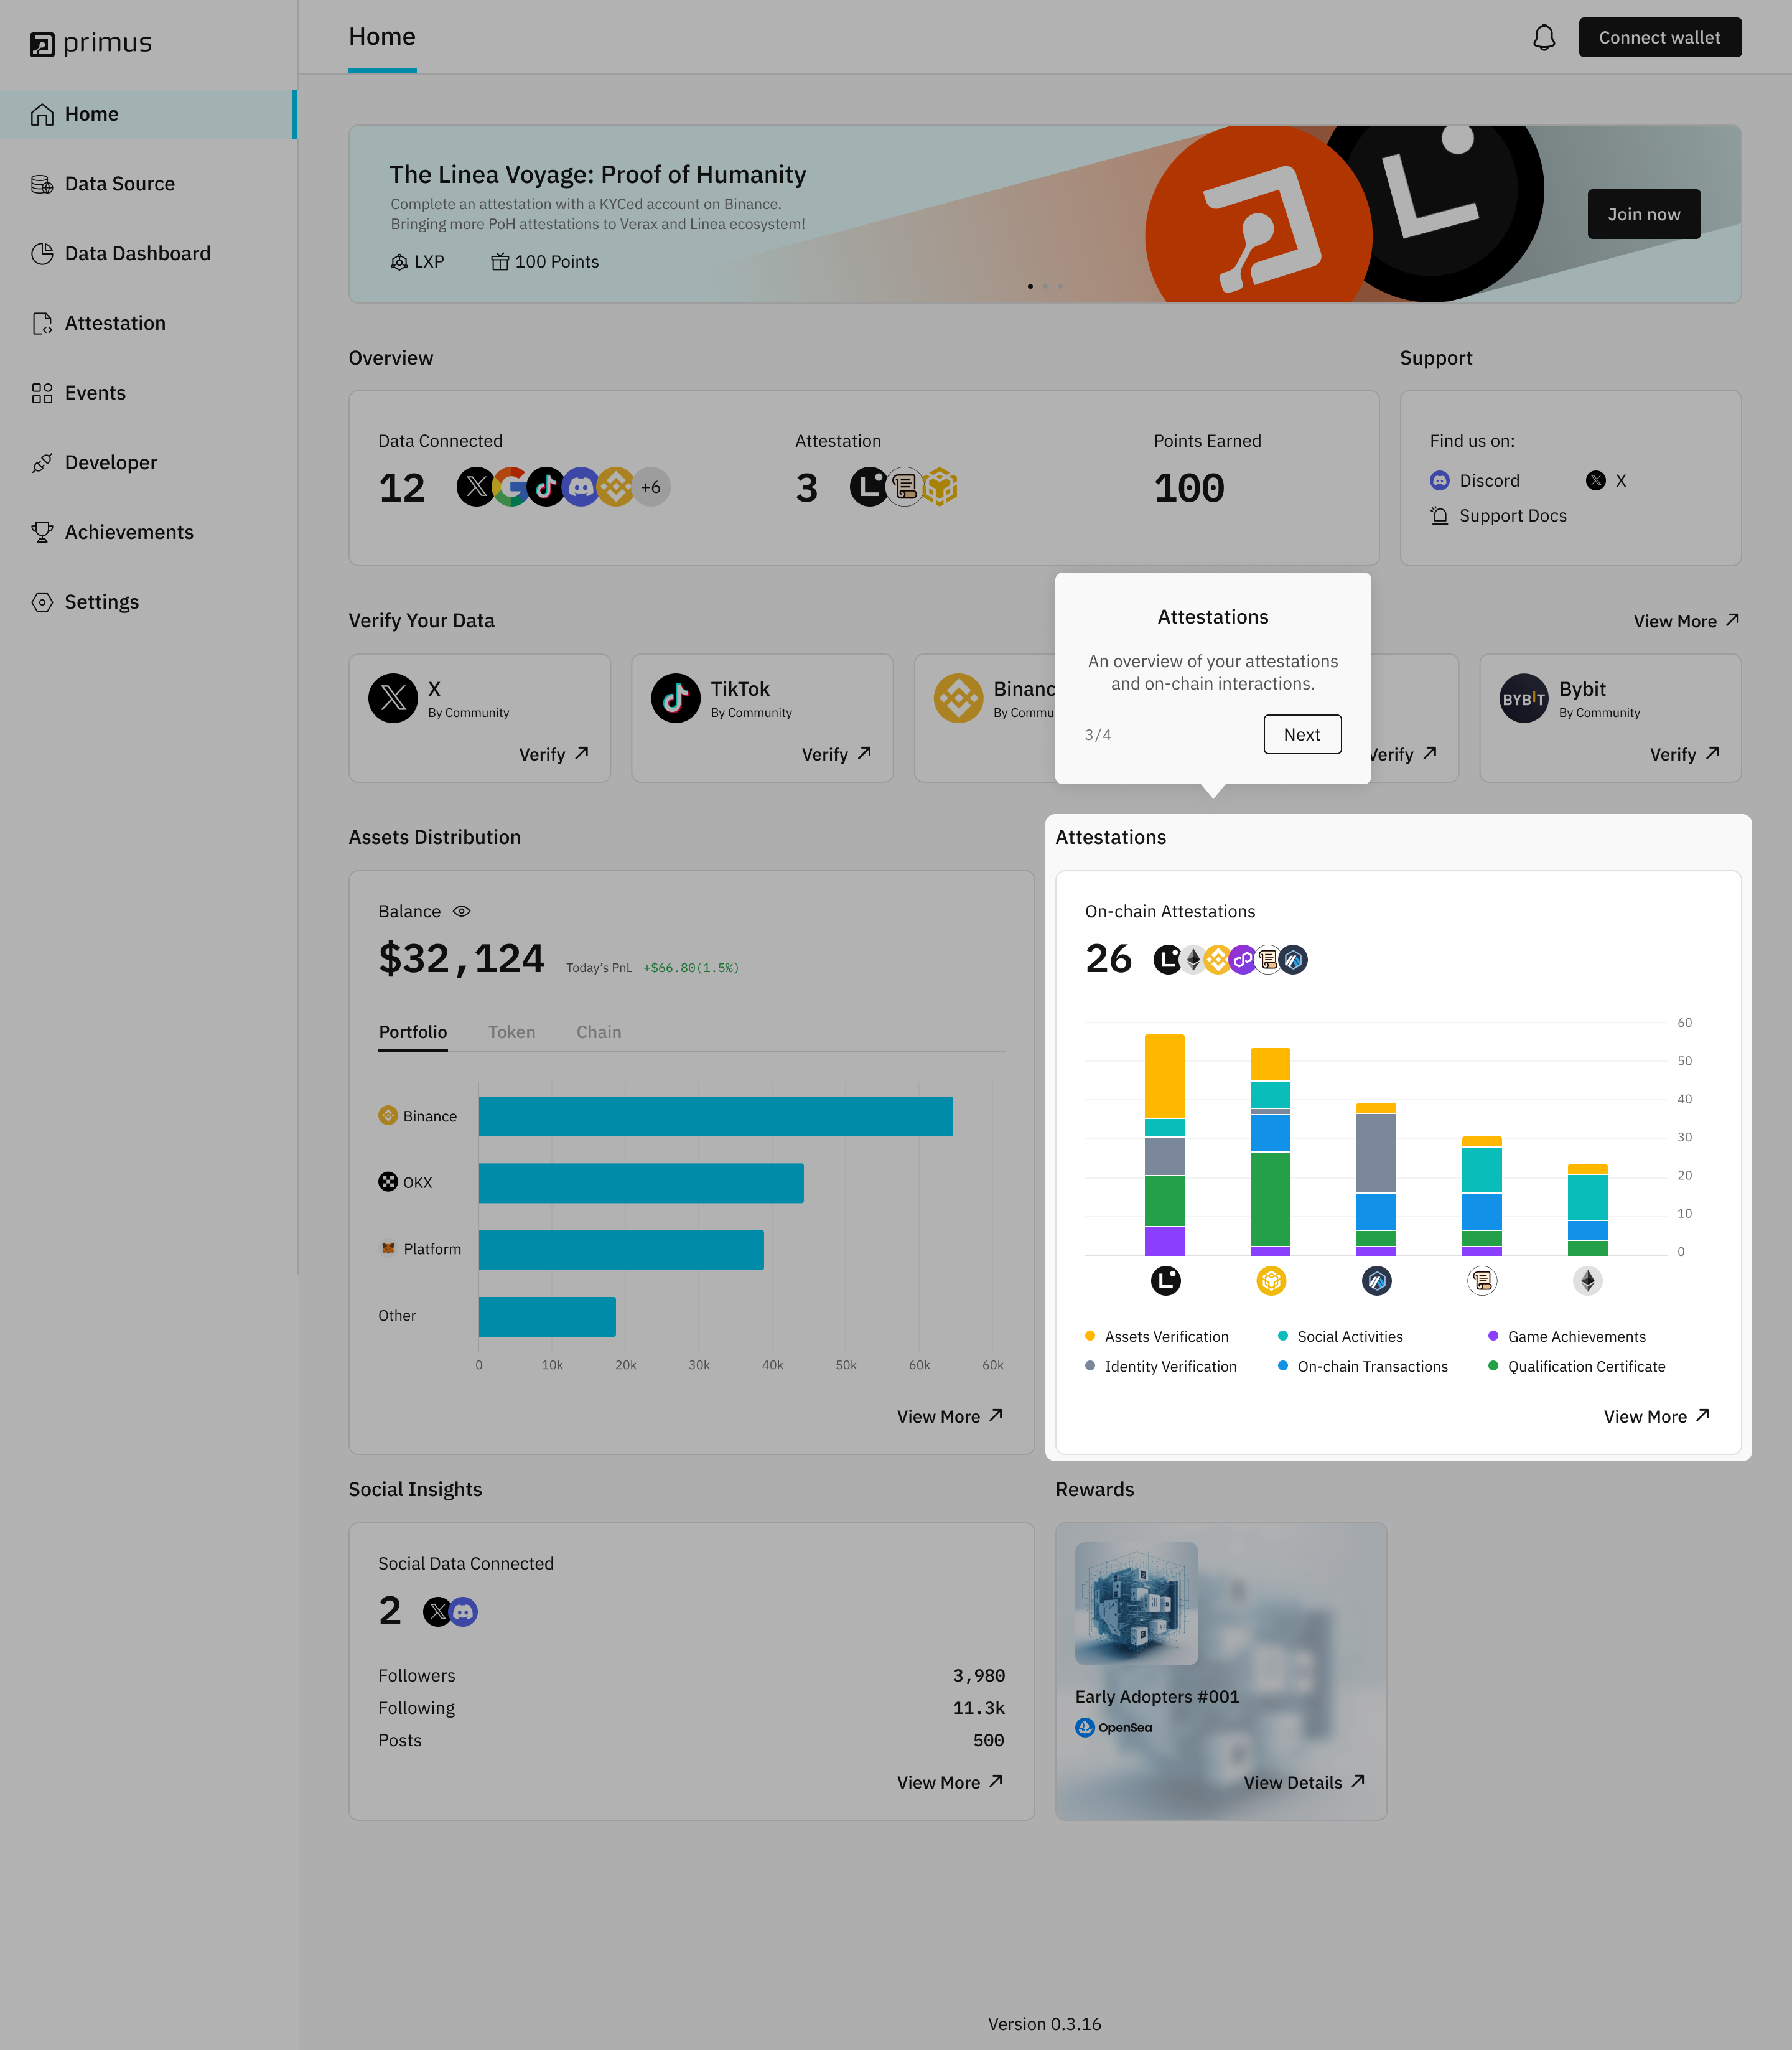 primus
Home
Data Source
Data Dashboard
Attestation
Events
Developer
Achievements
Settings
Home
Connect wallet
The Linea Voyage: Proof of Humanity
Complete an attestation with a KYCed account on Binance.
Bringing more PoH attestations to Verax and Linea ecosystem!
LXP
100 Points
Join now
Overview
Data Connected
12
+6
Attestation
3
Points Earned
100
Support
Find us on:
Discord
X
Support Docs
Verify Your Data
View More
X
By Community
Verify
TikTok
By Community
Verify
Binanc
By Commu
Verify
BYBIT
Bybit
By Community
Verify
Attestations
An overview of your attestations
and on-chain interactions.
3/4
Next
Assets Distribution
Balance
$32,124
Today's PnL +$66.80(1.5%)
Portfolio
Token
Chain
Binance
OKX
Platform
Other
0
10k
20k
30k
40k
50k
60k
60k
View More
Attestations
On-chain Attestations
26
60
50
40
30
20
10
0
Assets Verification
Social Activities
Game Achievements
Identity Verification
On-chain Transactions
Qualification Certificate
View More
Social Insights
Social Data Connected
2
Followers
3,980
Following
11.3k
Posts
500
View More
Rewards
Early Adopters #001
OpenSea
View Details
Version 0.3.16